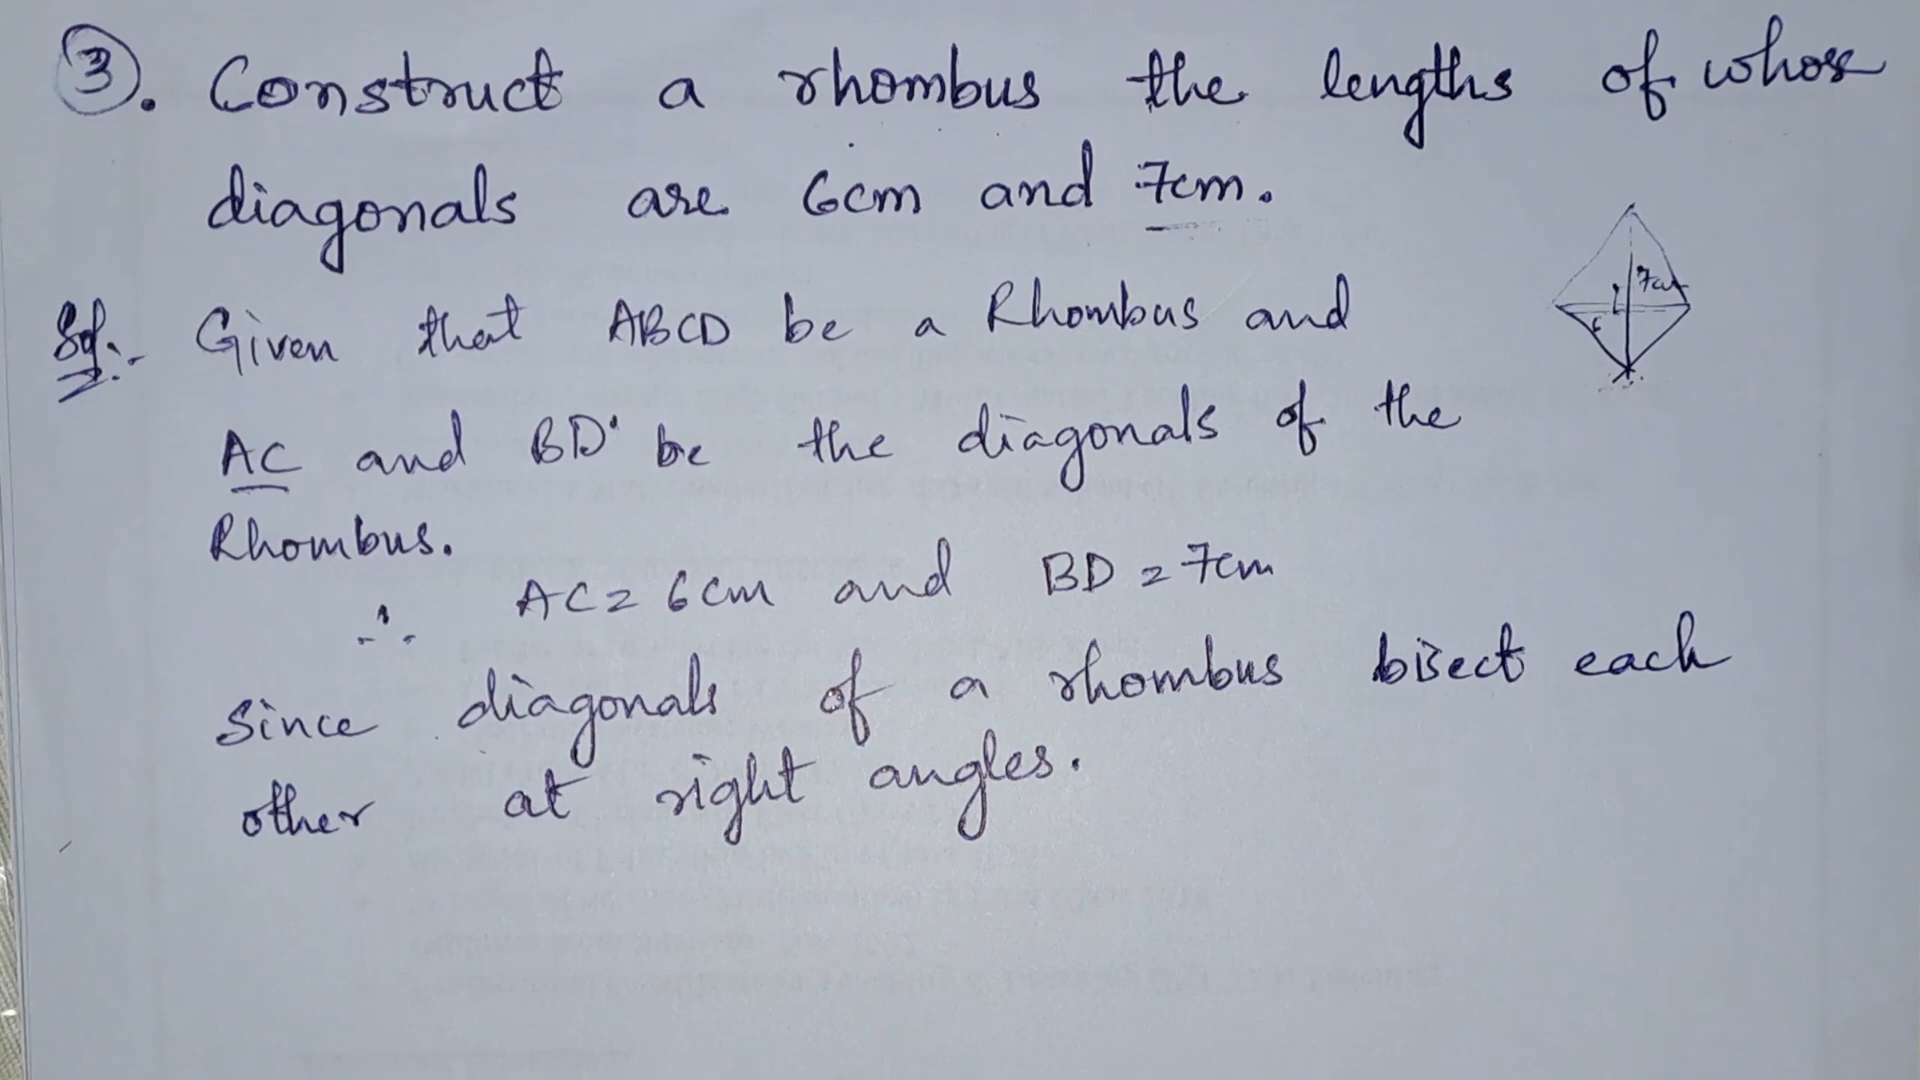 3. Construct a rhombus the lengths of whose
diagonals are 6cm and 7cm.
7cm
6
Sol:- Given that ABCD be a Rhombus and
AC and BD be the diagonals of the
Rhombus.
∴ AC = 6cm and BD = 7cm
Since diagonals of a rhombus bisect each
other at right angles.